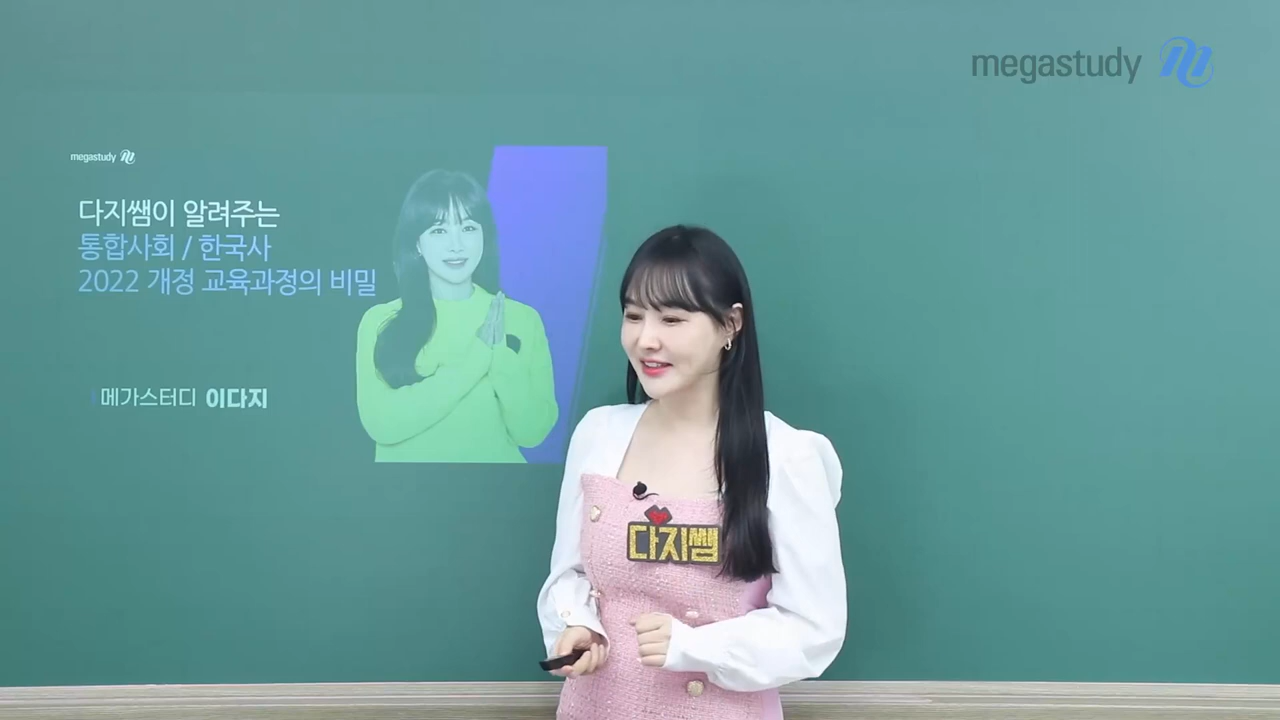 megastudy
megastudy
다지쌤이 알려주는
통합사회 / 한국사
2022 개정 교육과정의 비밀
메가스터디 이다지
다지쌤